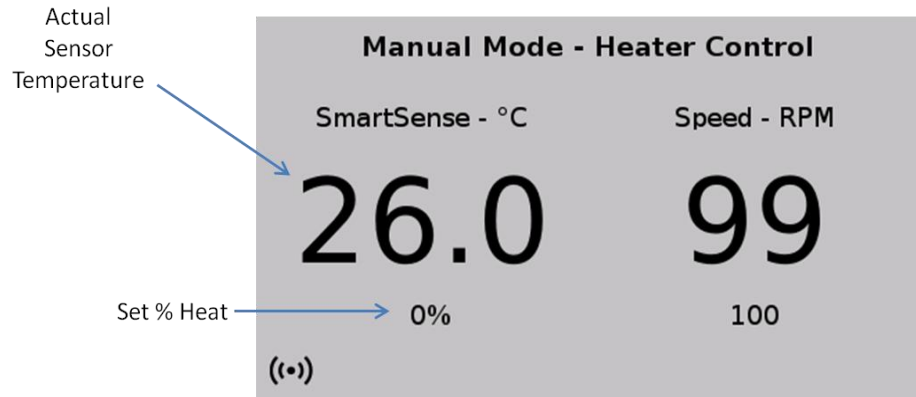 Actual
Sensor
Temperature
Manual Mode - Heater Control
SmartSense - °C
Speed - RPM
26.0
99
Set % Heat
0%
100